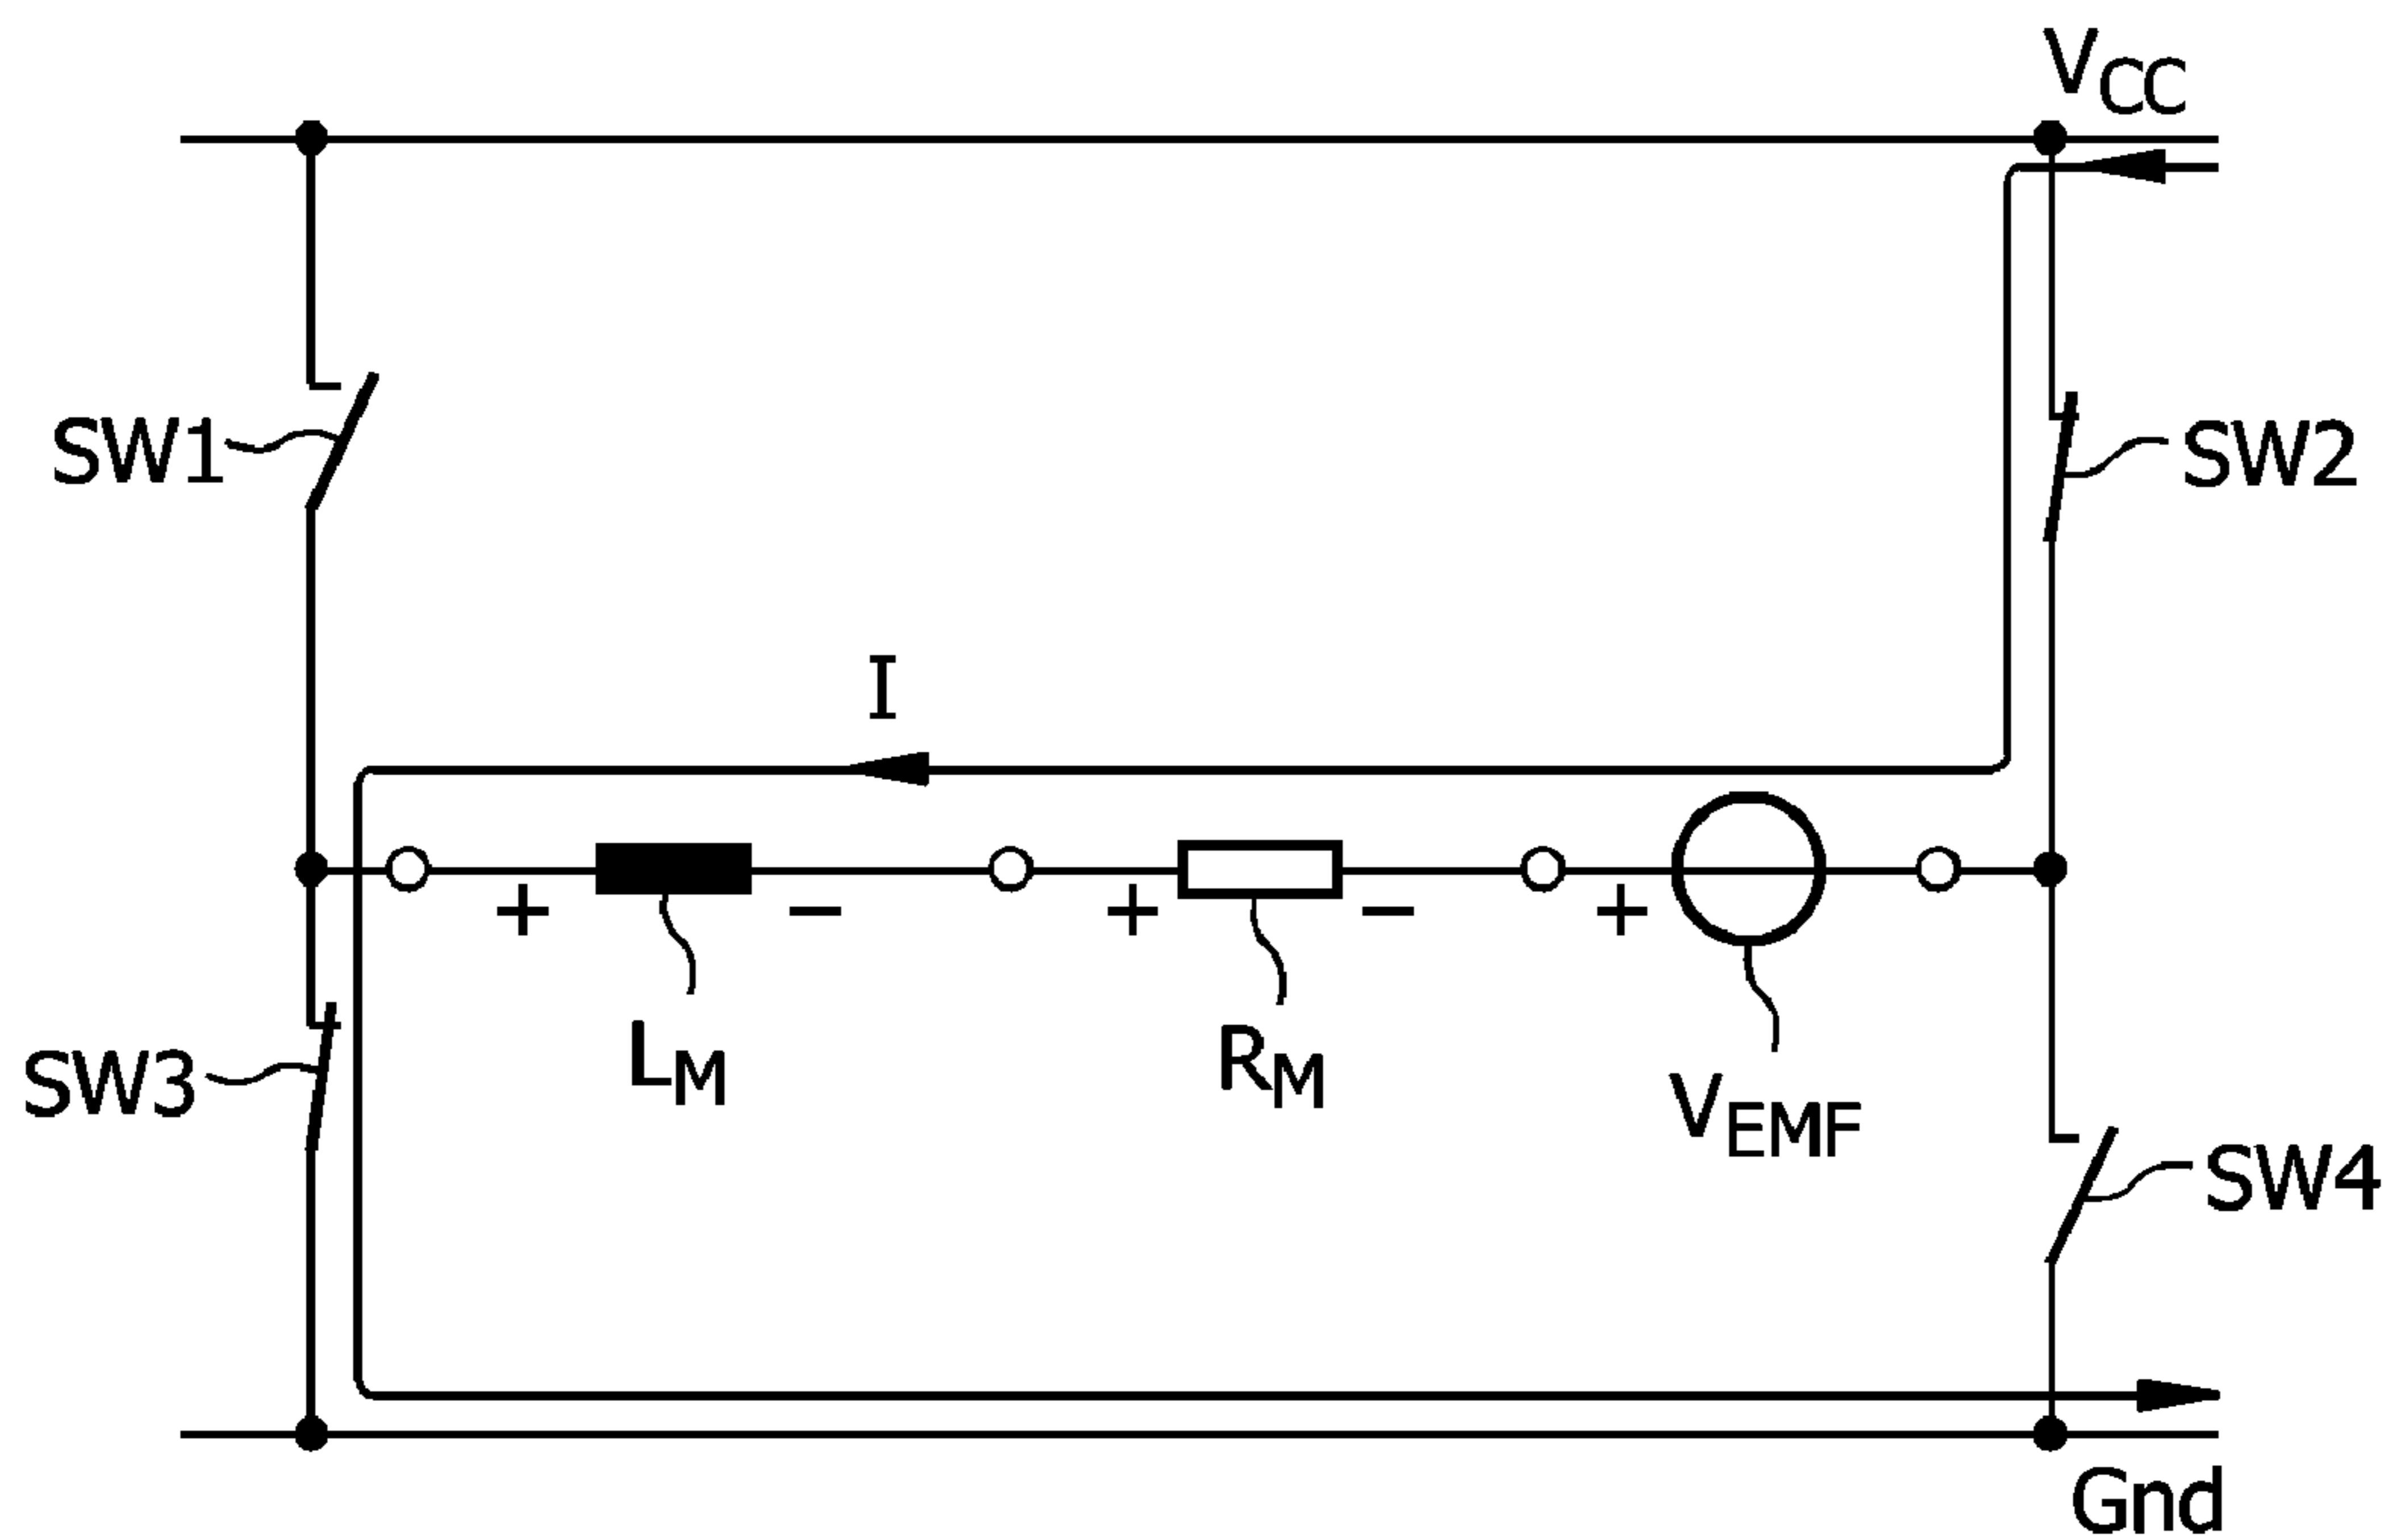 VCC
SW1
SW2
I
+ - + - +
SW3
LM
RM
VEMF
SW4
Gnd